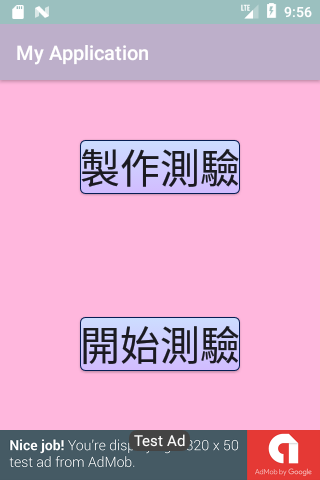 LTE 9:56
My Application
製作測驗
開始測驗
Test Ad
Nice job! You're disp 320 x 50
test ad from AdMob.
AdMob by Google